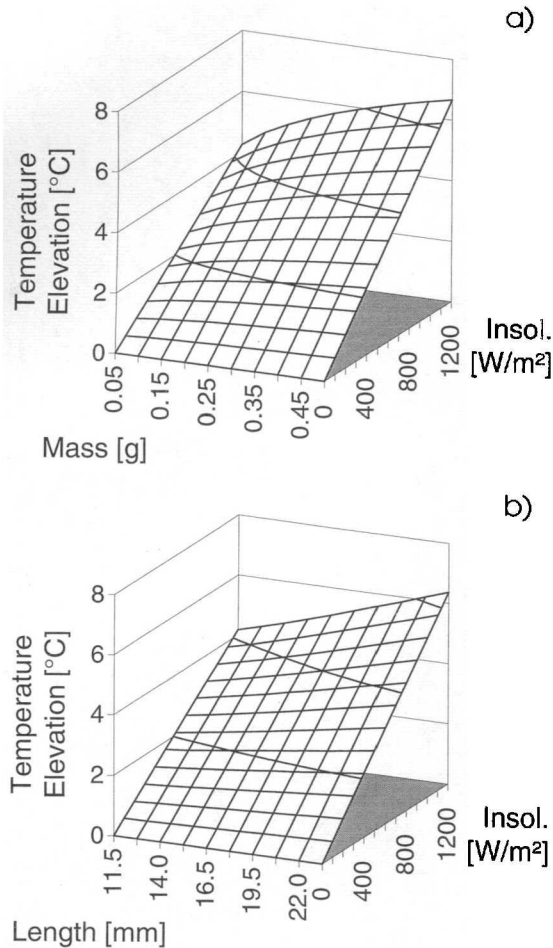 a)
8
6
4
2
0
Temperature
Elevation [°C]
0.05
0.15
0.25
0.35
0.45
Mass [g]
0
400
800
1200
Insol.
[W/m²]
b)
8
6
4
2
0
Temperature
Elevation [°C]
11.5
14.0
16.5
19.5
22.0
Length [mm]
0
400
800
1200
Insol.
[W/m²]